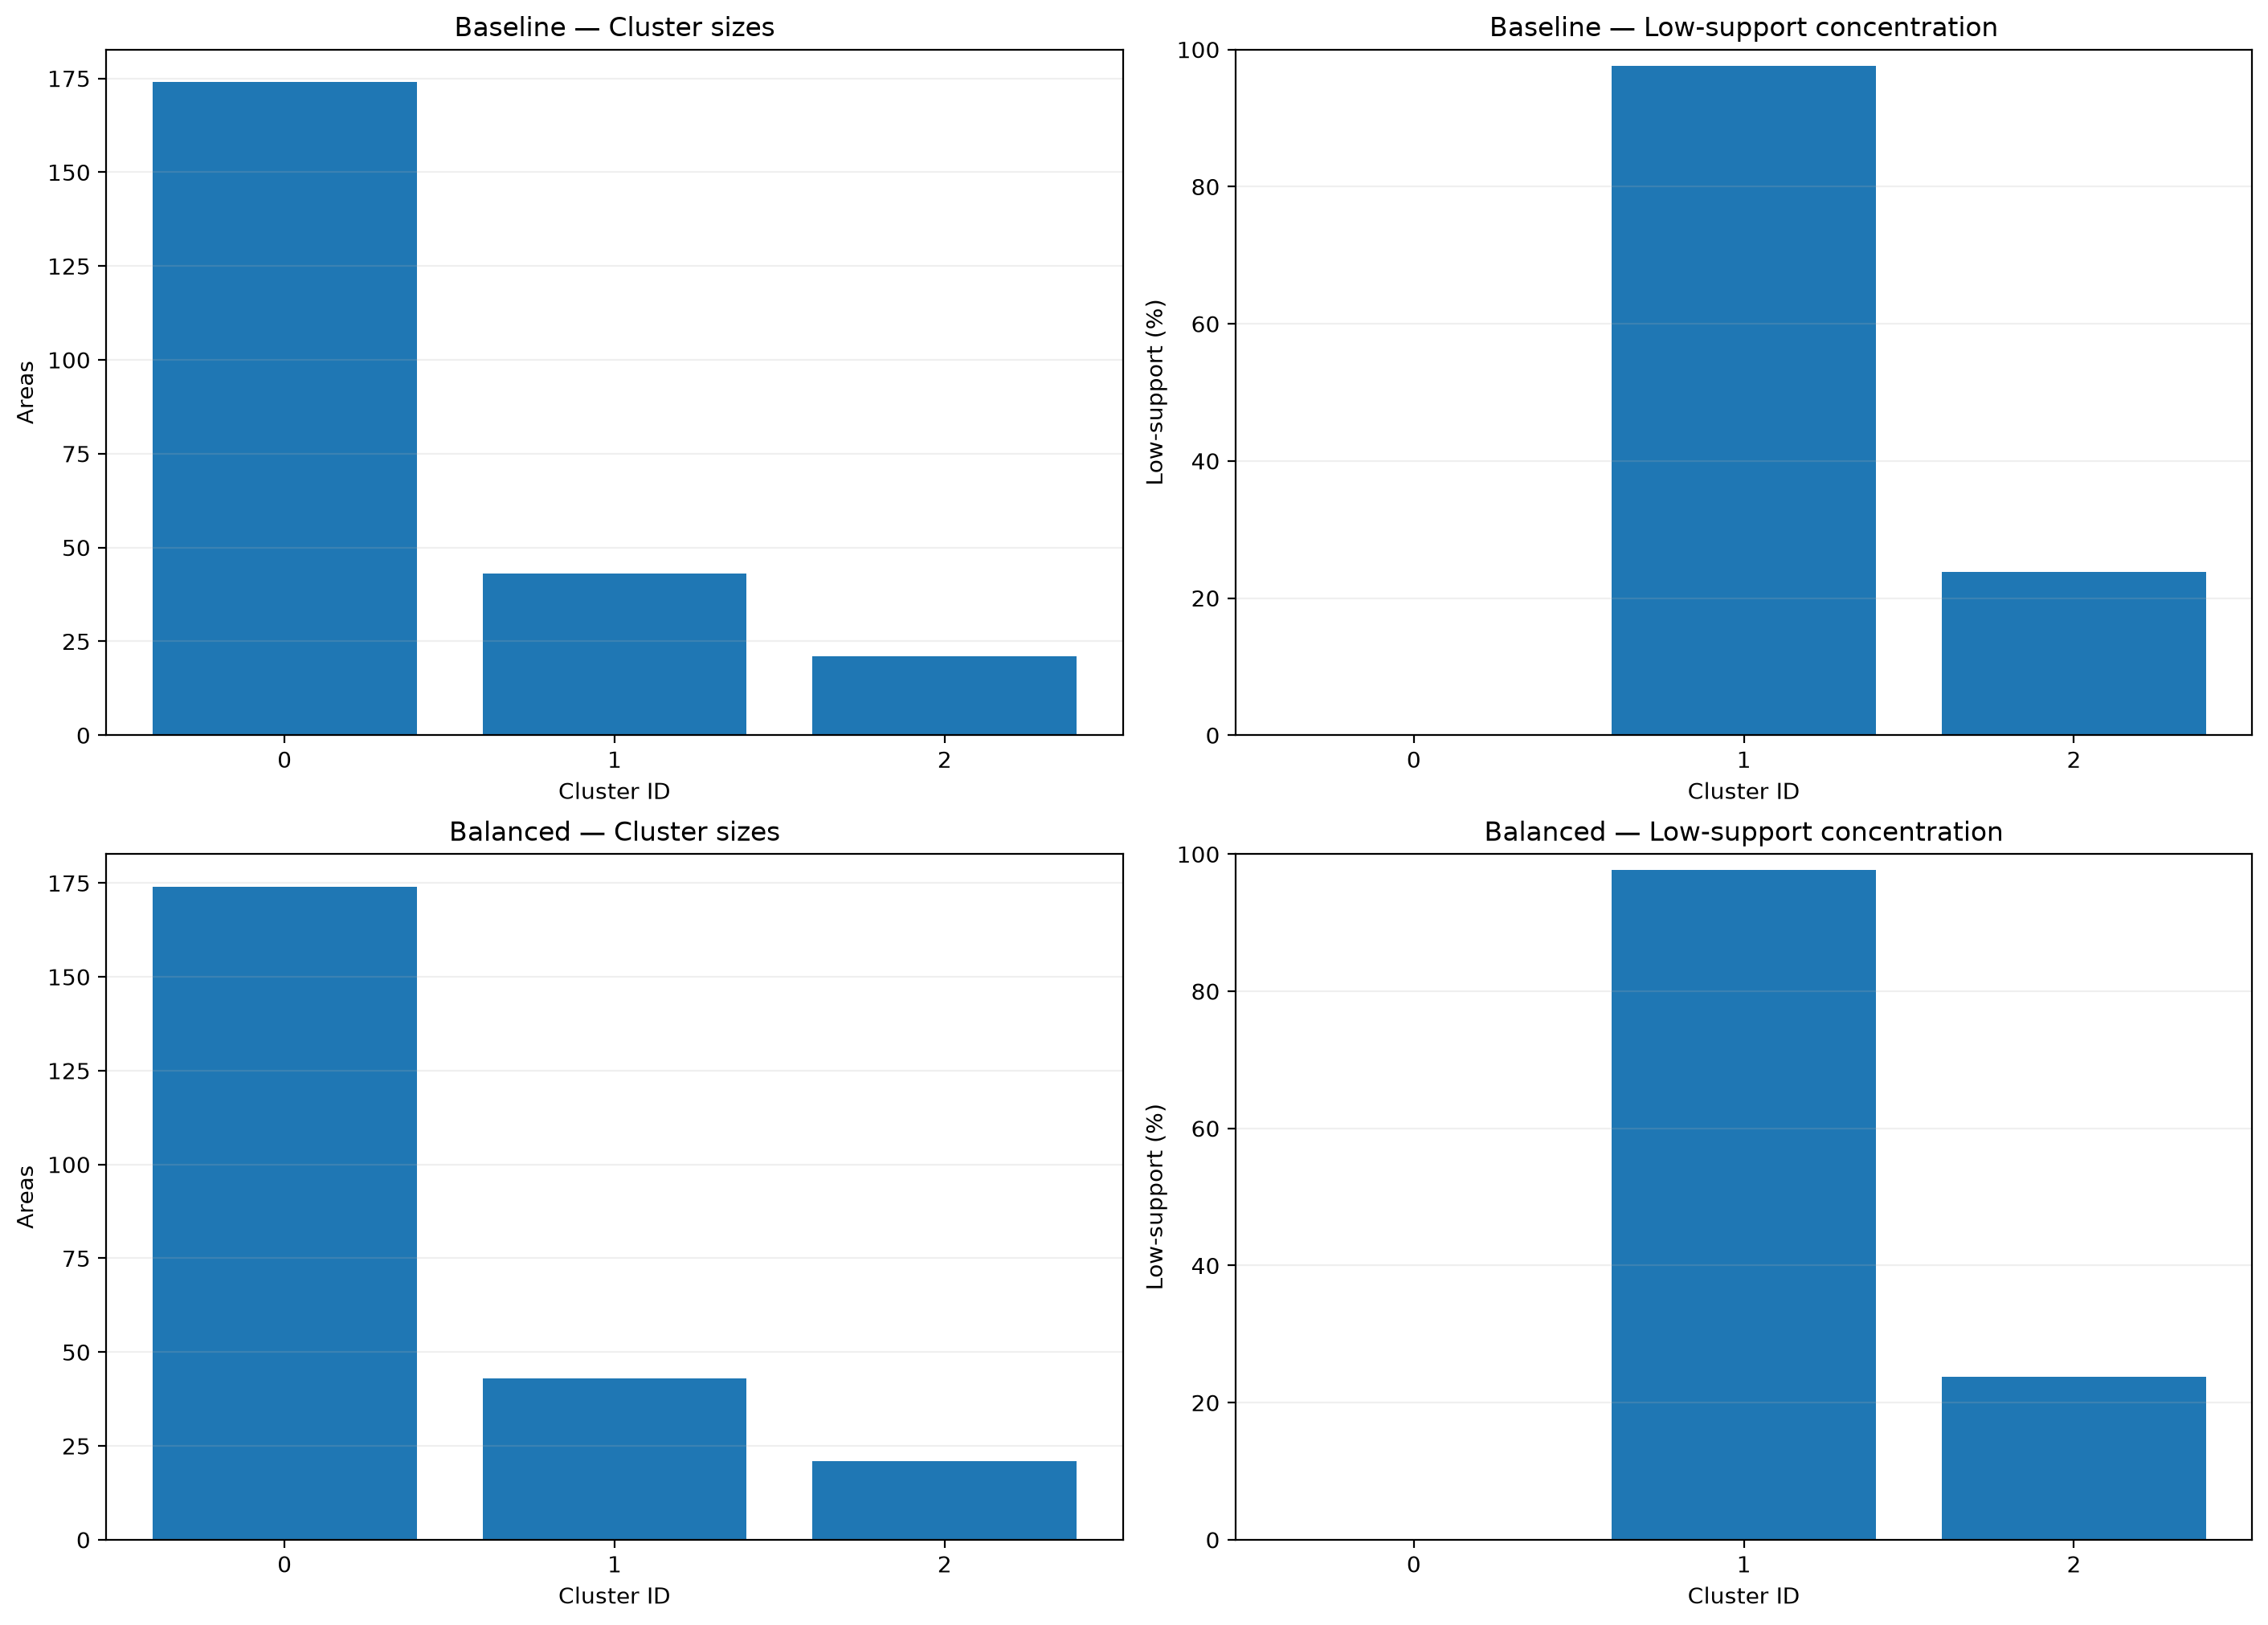 Baseline — Cluster sizes
175
150
125
100
75
50
25
0
Areas
0 1 2
Cluster ID
Baseline — Low-support concentration
100
80
60
40
20
0
Low-support (%)
0 1 2
Cluster ID
Balanced — Cluster sizes
175
150
125
100
75
50
25
0
Areas
0 1 2
Cluster ID
Balanced — Low-support concentration
100
80
60
40
20
0
Low-support (%)
0 1 2
Cluster ID